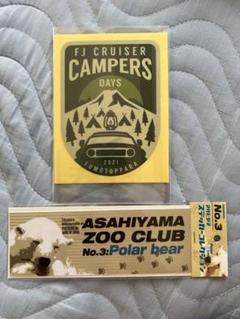 FJ CRUISER
CAMPERS
DAYS
2021
FUMOTOPPARA
ASAHIYAMA
ZOO CLUB
No.3:Polar bear
No.3